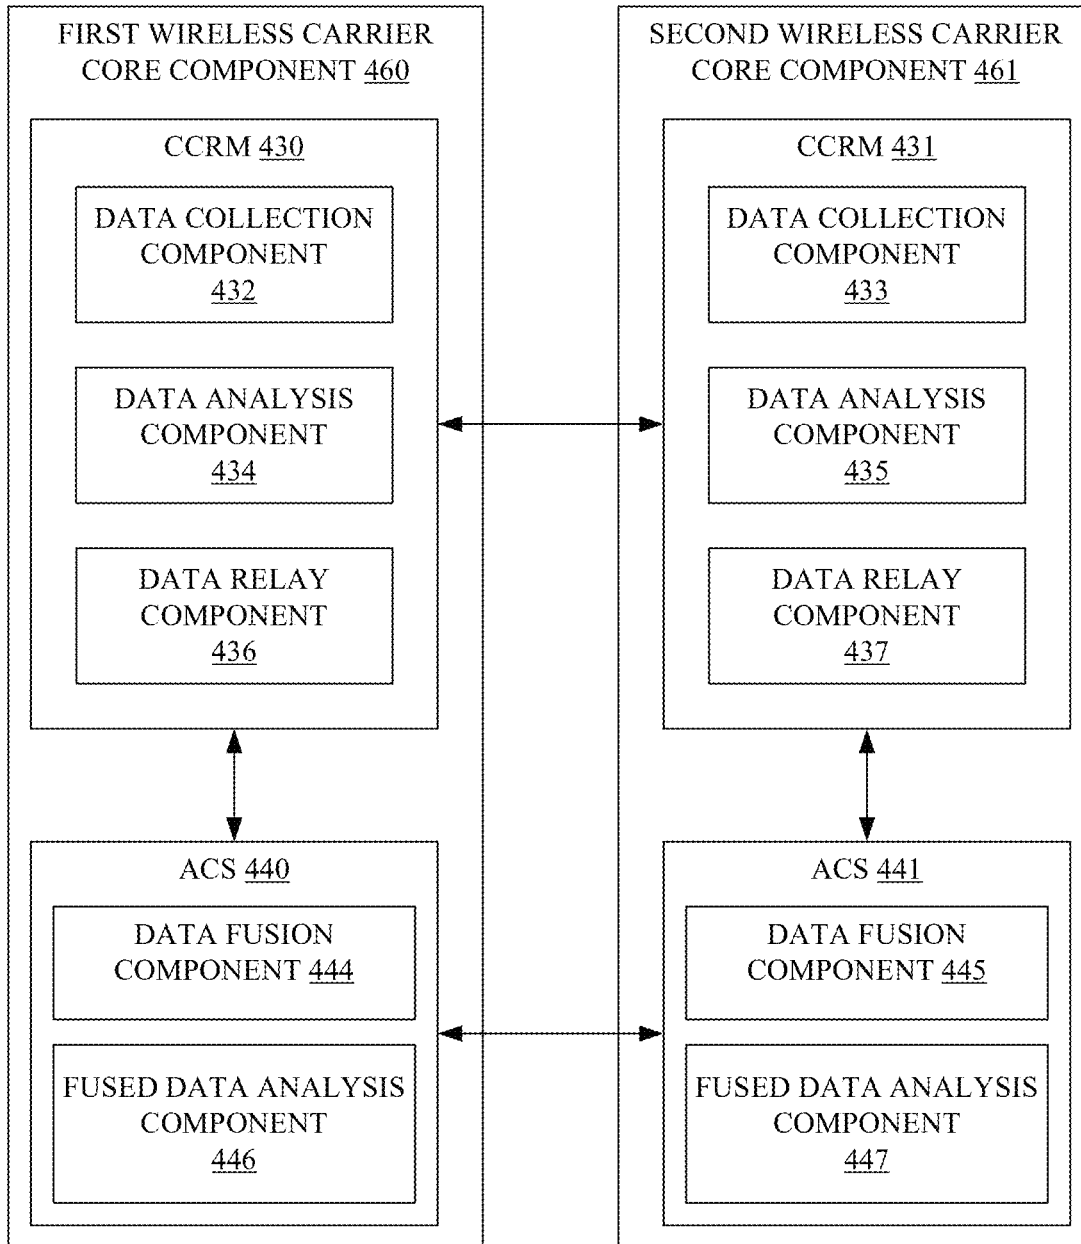 FIRST WIRELESS CARRIER
CORE COMPONENT 460
CCRM 430
DATA COLLECTION
COMPONENT
432
DATA ANALYSIS
COMPONENT
434
DATA RELAY
COMPONENT
436
ACS 440
DATA FUSION
COMPONENT 444
FUSED DATA ANALYSIS
COMPONENT
446
SECOND WIRELESS CARRIER
CORE COMPONENT 461
CCRM 431
DATA COLLECTION
COMPONENT
433
DATA ANALYSIS
COMPONENT
435
DATA RELAY
COMPONENT
437
ACS 441
DATA FUSION
COMPONENT 445
FUSED DATA ANALYSIS
COMPONENT
447